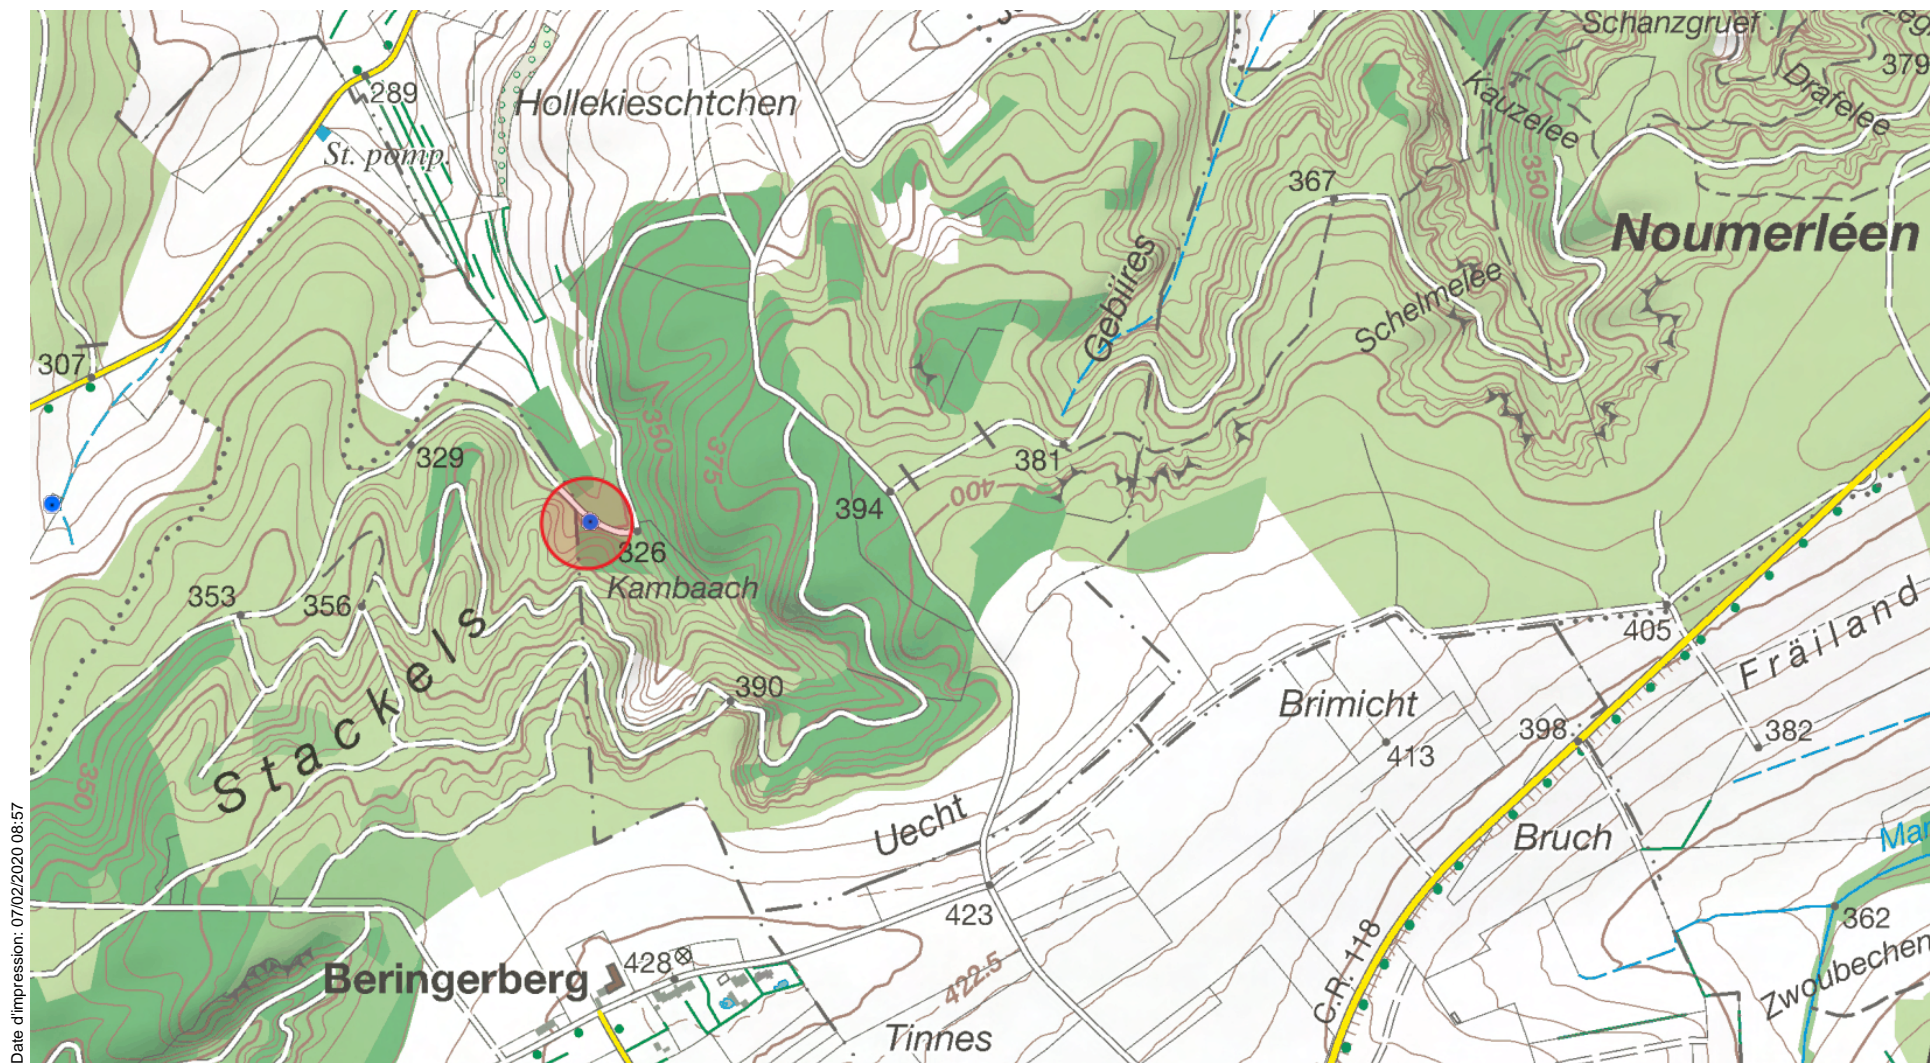 Schanzgruef
289
Hollekieschtchen
Kauzelee
Drafelee
379
St. pomp.
350
367
Noumerléen
Gebiires
Schelmelee
307
329
350
375
381
400
394
326
Kambaach
353
356
Stackels
390
405
Fräiland
Brimicht
398
382
413
350
Uecht
Bruch
Mar
423
362
C.R. 118
Zwoubechen
428
Beringerberg
422.5
Tinnes
Date d'impression: 07/02/2020 08:57